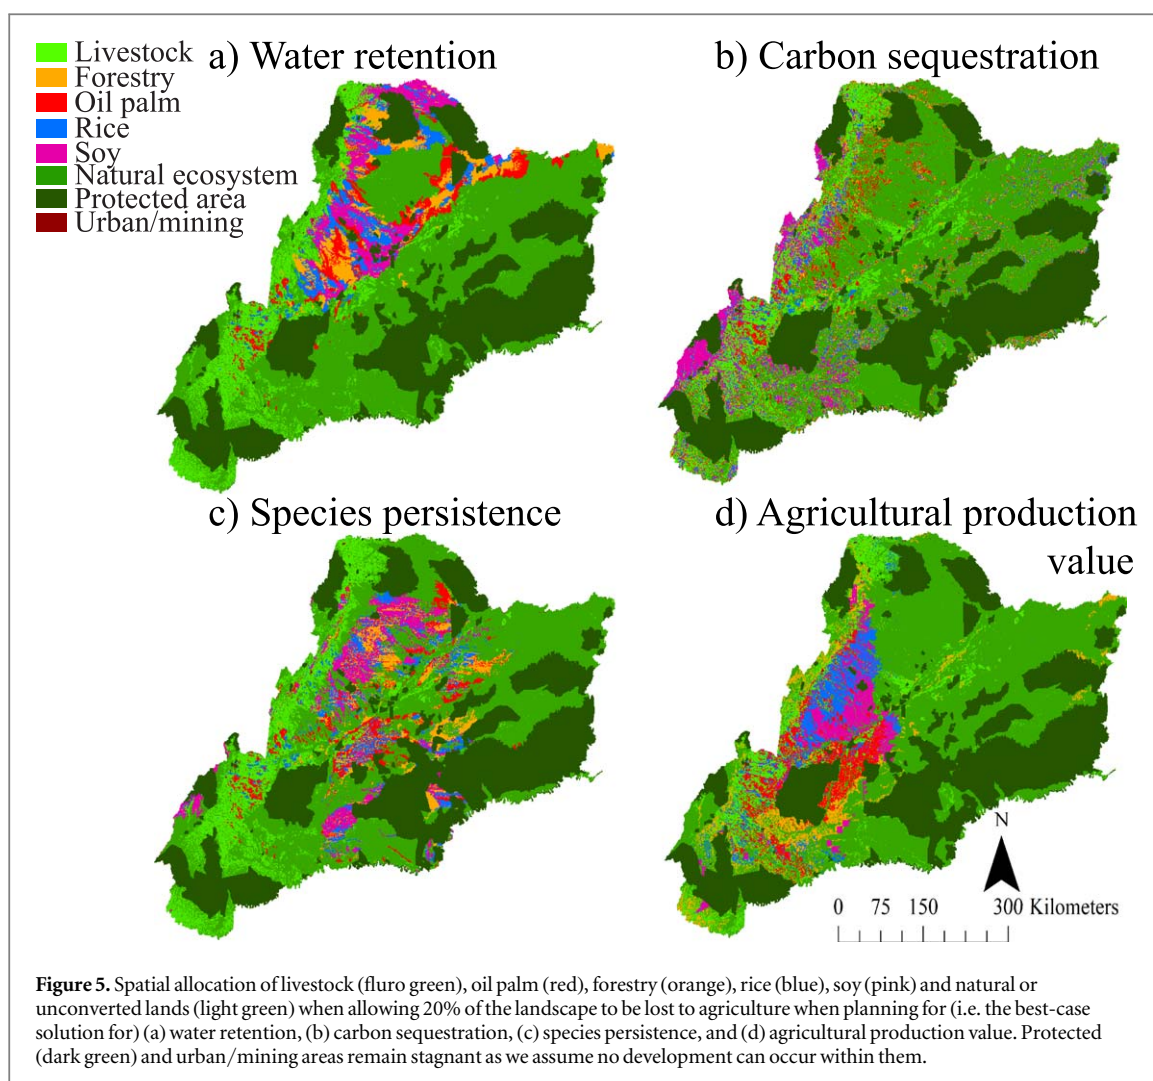 Livestock
Forestry
Oil palm
Rice
Soy
Natural ecosystem
Protected area
Urban/mining
a) Water retention
b) Carbon sequestration
c) Species persistence
d) Agricultural production
value
N
0 75 150 300 Kilometers
Figure 5. Spatial allocation of livestock (fluro green), oil palm (red), forestry (orange), rice (blue), soy (pink) and natural or
unconverted lands (light green) when allowing 20% of the landscape to be lost to agriculture when planning for (i.e. the best-case
solution for) (a) water retention, (b) carbon sequestration, (c) species persistence, and (d) agricultural production value. Protected
(dark green) and urban/mining areas remain stagnant as we assume no development can occur within them.